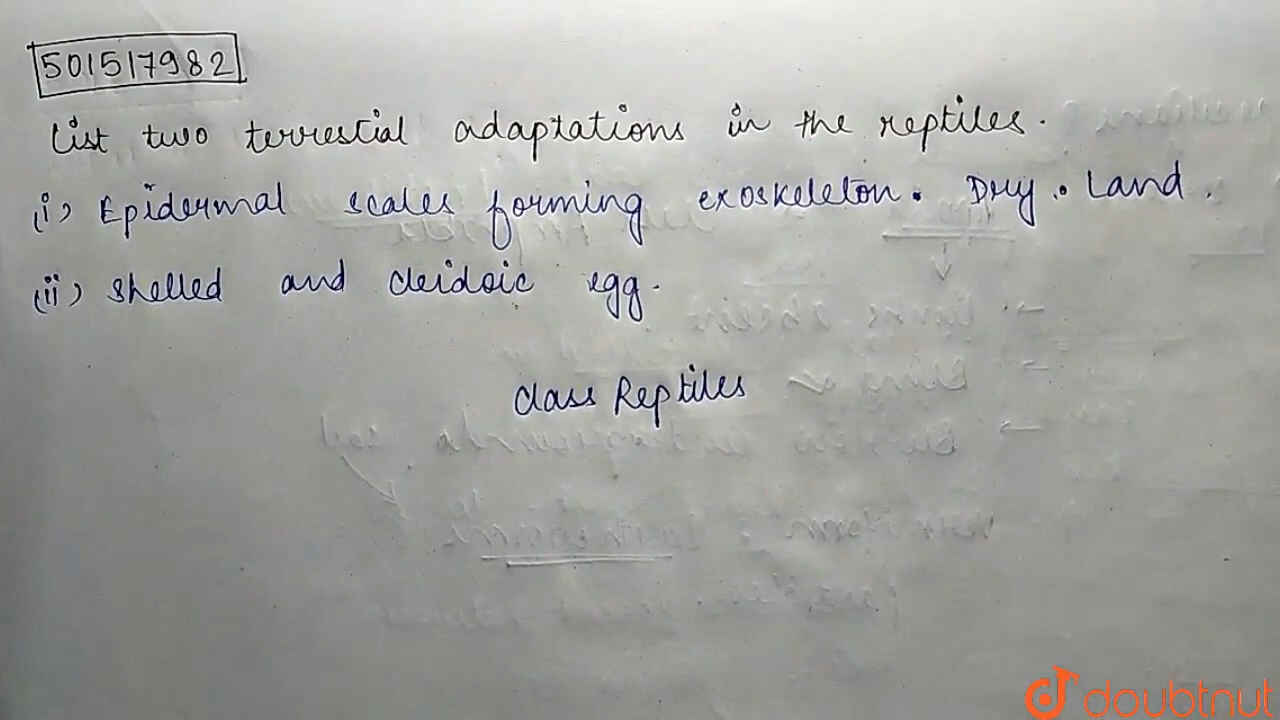 501517982
List two terrestial adaptations in the reptiles.
(i) Epidermal scales forming exoskeleton. Dry. Land.
(ii) shelled and cleidoic egg.
class Reptiles
doubtnut